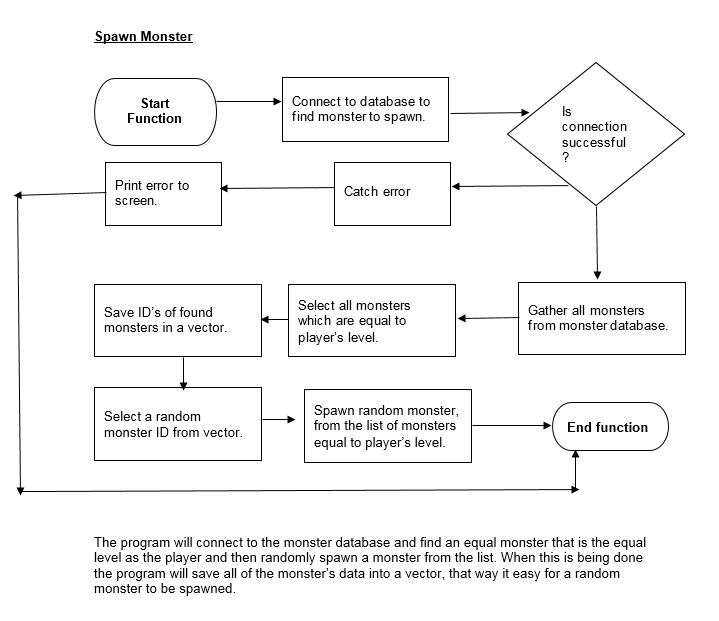 Spawn Monster
Start
Function
Connect to database to
find monster to spawn.
Is
connection
successful
?
Print error to
screen.
Catch error
Save ID's of found
monsters in a vector.
Select all monsters
which are equal to
player's level.
Gather all monsters
from monster database.
Select a random
monster ID from vector.
Spawn random monster,
from the list of monsters
equal to player's level.
End function
The program will connect to the monster database and find an equal monster that is the equal
level as the player and then randomly spawn a monster from the list. When this is being done
the program will save all of the monster's data into a vector, that way it easy for a random
monster to be spawned.